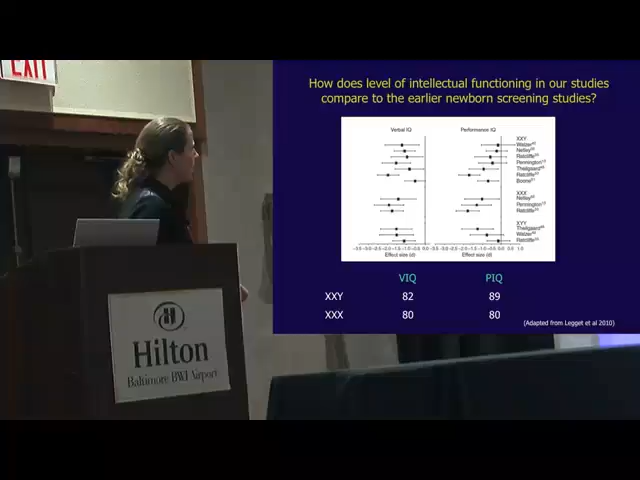 EXIT
How does level of intellectual functioning in our studies
compare to the earlier newborn screening studies?
Verbal IQ Performance IQ
XXY
Walzer
Netley
Ratcliffe
Pennington
Theilgaard
Ratcliffe
Boone
XXX
Netley
Pennington
Ratcliffe
XYY
Theilgaard
Walzer
Ratcliffe
Effect size (d) Effect size (d)
VIQ PIQ
XXY 82 89
XXX 80 80
(Adapted from Legget et al 2010)
H
Hilton
Baltimore BWI Airport